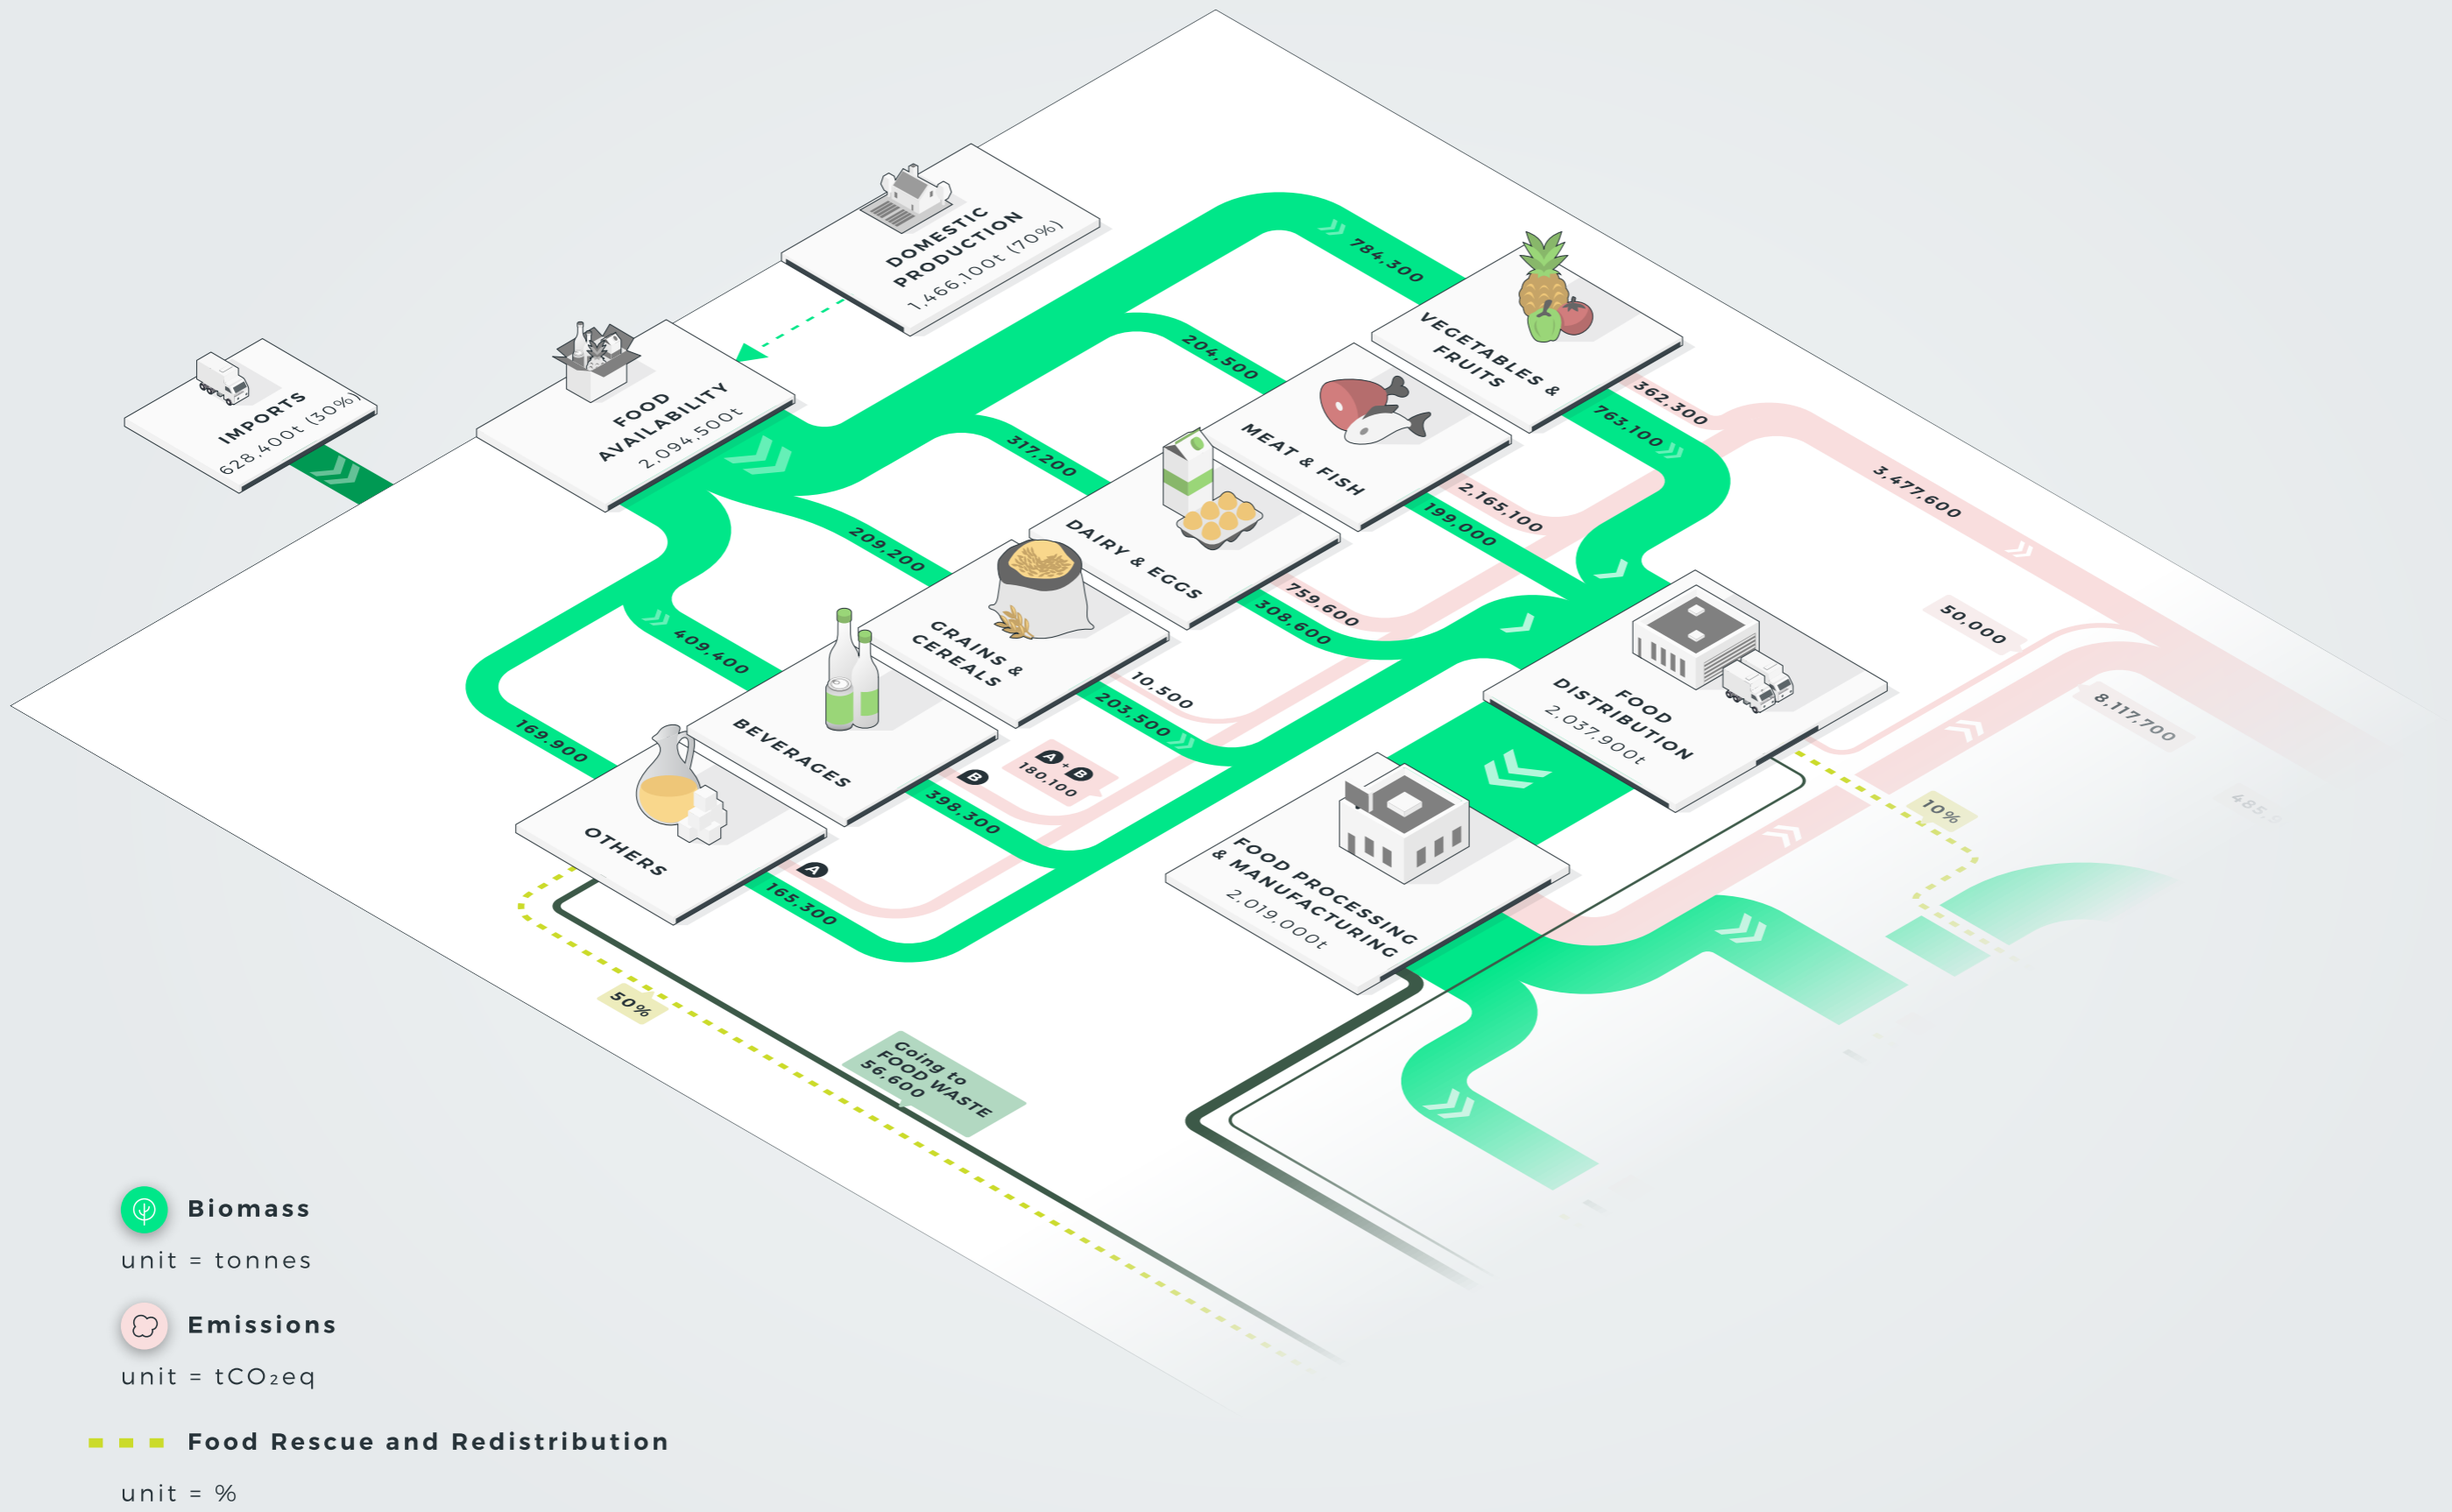 DOMESTIC
PRODUCTION
1,466,100t (70%)
IMPORTS
628,400t (30%)
FOOD
AVAILABILITY
2,094,500t
784,300
204,500
317,200
209,200
409,400
169,900
VEGETABLES &
FRUITS
MEAT & FISH
DAIRY & EGGS
GRAINS &
CEREALS
BEVERAGES
OTHERS
362,300
763,100
2,165,100
199,000
759,600
308,600
10,500
203,500
A + B
180,100
B
398,300
A
165,300
3,477,600
50,000
8,117,700
FOOD
DISTRIBUTION
2,037,900t
10%
FOOD PROCESSING
& MANUFACTURING
2,019,000t
50%
Going to
FOOD WASTE
56,600
Biomass
unit = tonnes
Emissions
unit = tCO₂eq
Food Rescue and Redistribution
unit = %